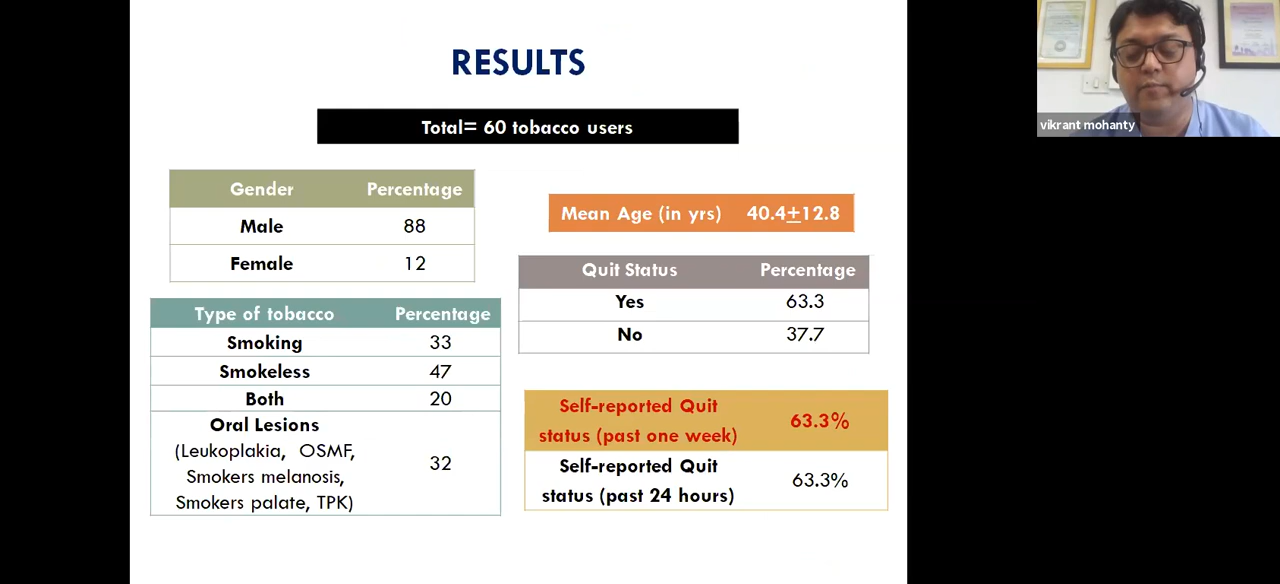 RESULTS
Total= 60 tobacco users
Gender Percentage
Male 88
Female 12
Type of tobacco Percentage
Smoking 33
Smokeless 47
Both 20
Oral Lesions
(Leukoplakia, OSMF,
Smokers melanosis,
Smokers palate, TPK)
32
Mean Age (in yrs) 40.4±12.8
Quit Status Percentage
Yes 63.3
No 37.7
Self-reported Quit
status (past one week)
63.3%
Self-reported Quit
status (past 24 hours)
63.3%
vikrant mohanty